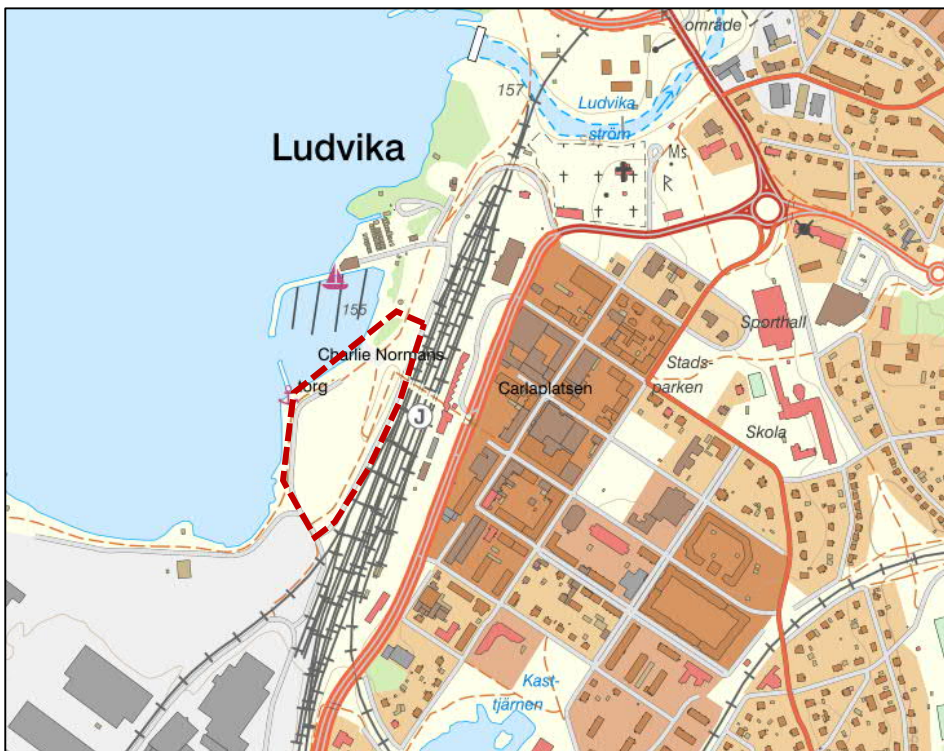 område
157
Ludvika
ström
Ludvika
Ms
R
155
Sporthall
Charlie Normans
torg
Stads-
parken
Carlaplatsen
J
Skola
Kast-
tjärnen